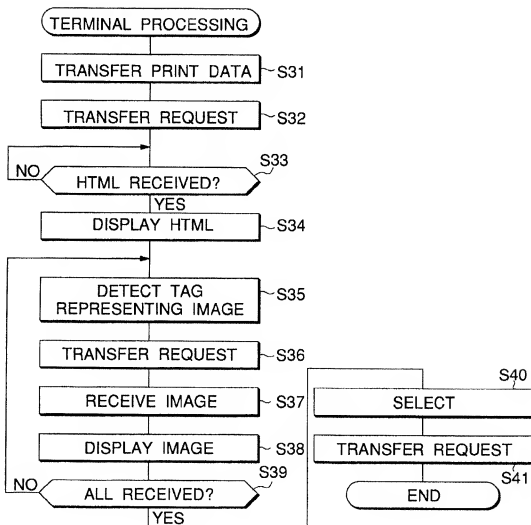 TERMINAL PROCESSING
TRANSFER PRINT DATA S31
TRANSFER REQUEST S32
S33
NO
HTML RECEIVED?
YES
DISPLAY HTML S34
DETECT TAG
REPRESENTING IMAGE S35
TRANSFER REQUEST S36
RECEIVE IMAGE S37
DISPLAY IMAGE S38
S39
NO
ALL RECEIVED?
YES
S40
SELECT
TRANSFER REQUEST
S41
END